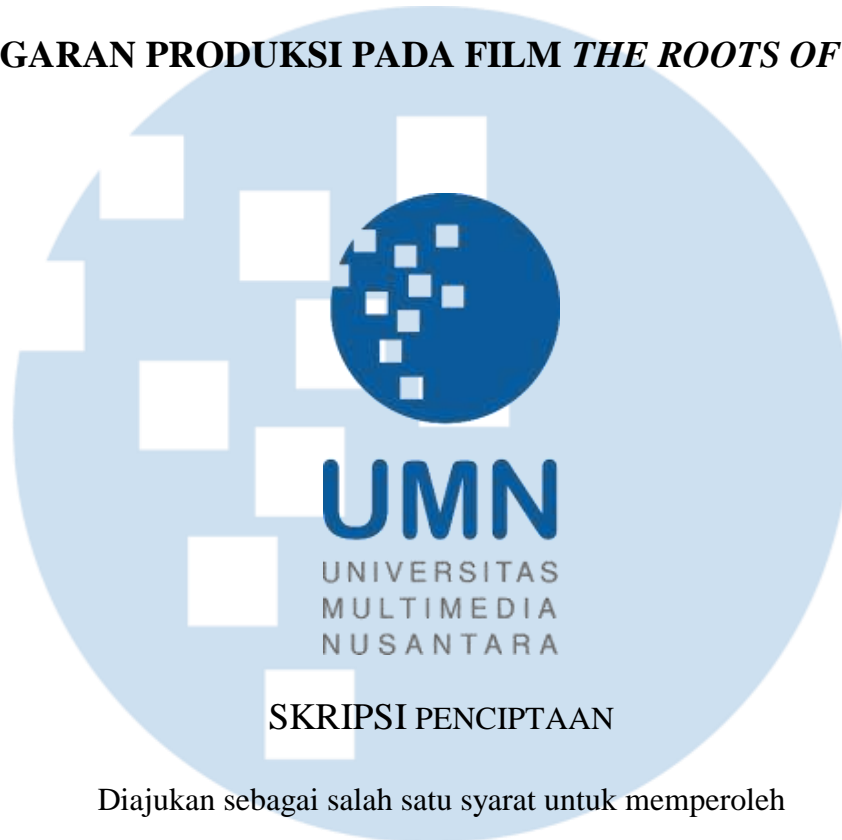 GARAN PRODUKSI PADA FILM THE ROOTS OF
UMN
UNIVERSITAS
MULTIMEDIA
NUSANTARA
SKRIPSI PENCIPTAAN
Diajukan sebagai salah satu syarat untuk memperoleh